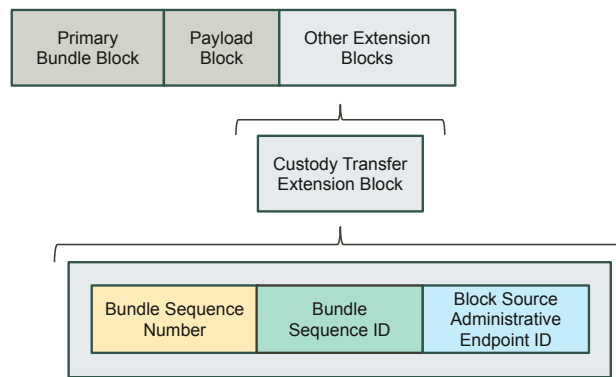 Primary
Bundle Block
Payload
Block
Other Extension
Blocks
Custody Transfer
Extension Block
Bundle Sequence
Number
Bundle
Sequence ID
Block Source
Administrative
Endpoint ID